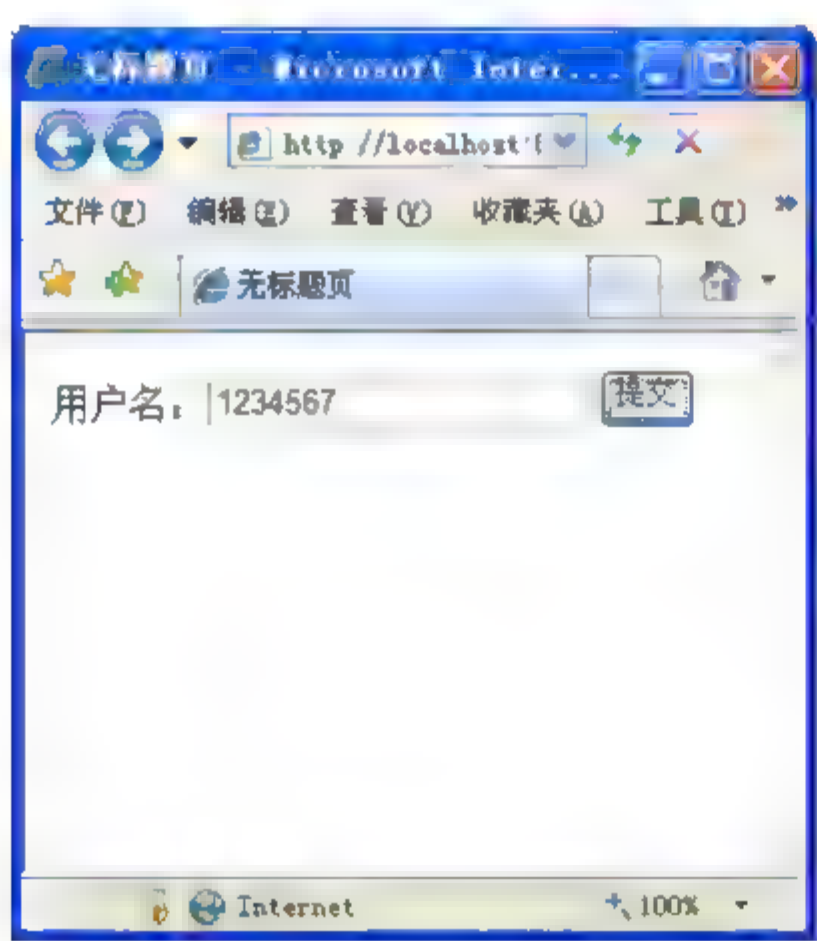 无标题页 - Microsoft Inter...
http //localhost
文件(F) 编辑(E) 查看(V) 收藏夹(A) 工具(T) »
无标题页
用户名: 1234567 提交
Internet 100%